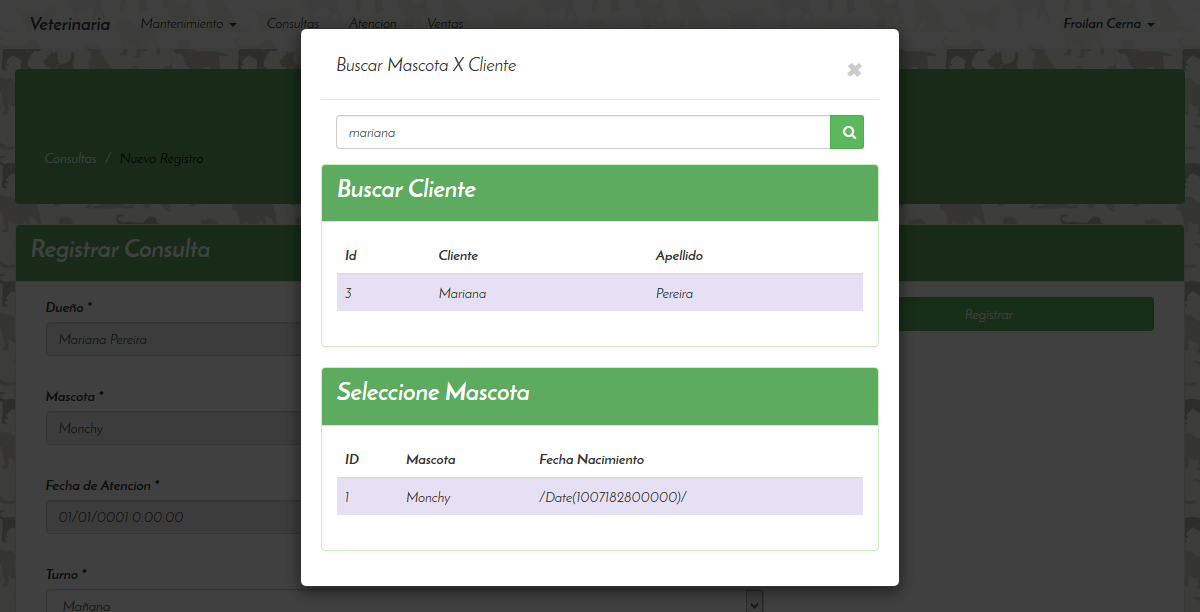 Veterinaria Mantenimiento Consultas Atencion Ventas Froilan Cerna
Buscar Mascota X Cliente
mariana
Consultas / Nuevo Registro
Buscar Cliente
Registrar Consulta
Id Cliente Apellido
3 Mariana Pereira
Dueño *
Registrar
Mariana Pereira
Seleccione Mascota
Mascota *
Monchy
ID Mascota Fecha Nacimiento
1 Monchy /Date(1007182800000)/
Fecha de Atencion *
01/01/0001 0:00:00
Turno *
Mañana